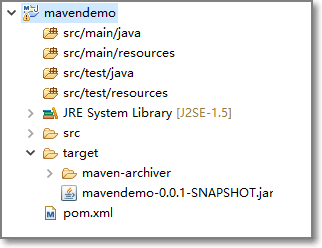 mavendemo
src/main/java
src/main/resources
src/test/java
src/test/resources
JRE System Library [J2SE-1.5]
src
target
maven-archiver
mavendemo-0.0.1-SNAPSHOT.jar
pom.xml